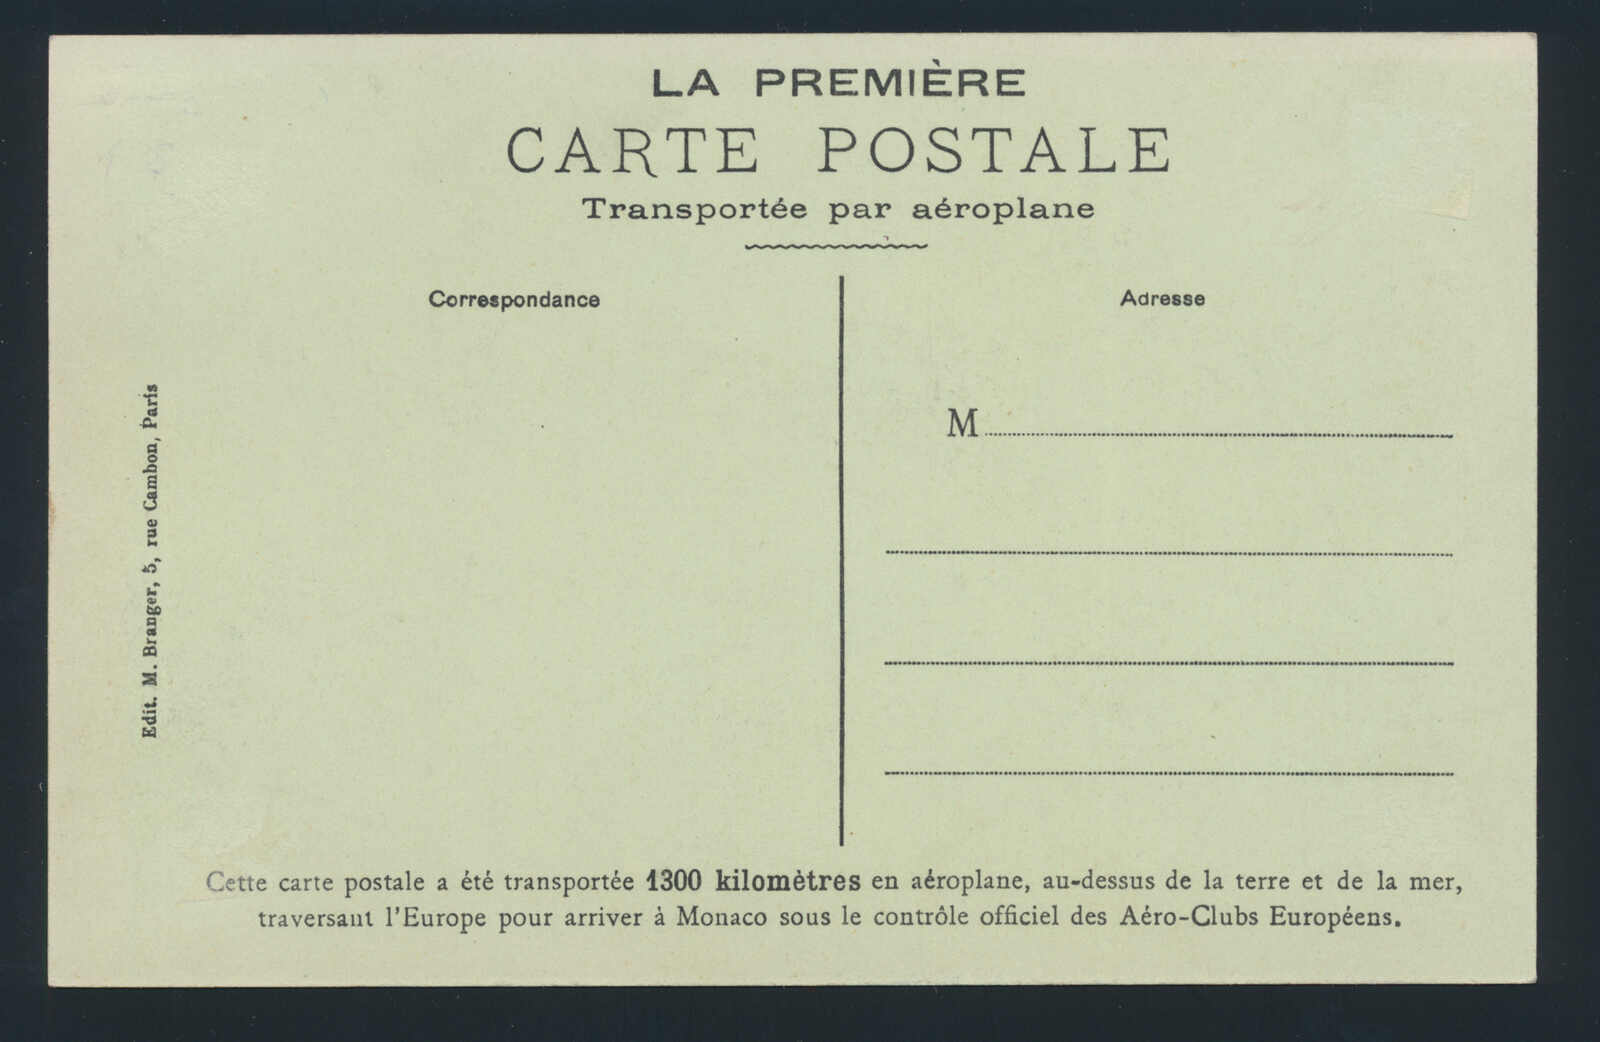 LA PREMIÈRE
CARTE POSTALE
Transportée par aéroplane
Correspondance
Adresse
M
Edit. M. Branger, 5, rue Cambon, Paris
Cette carte postale a été transportée 1300 kilomètres en aéroplane, au-dessus de la terre et de la mer,
traversant l'Europe pour arriver à Monaco sous le contrôle officiel des Aéro-Clubs Européens.